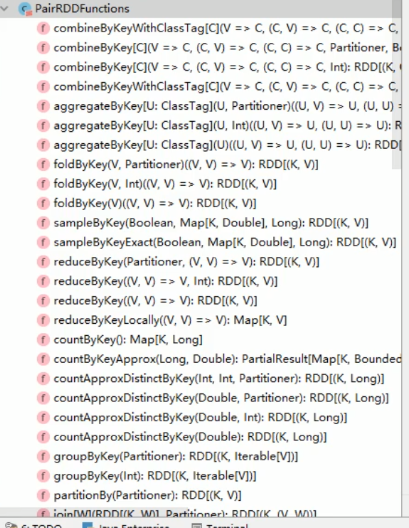 PairRDDFunctions
combineByKeyWithClassTag[C](V => C, (C, V) => C, (C, C) => C,
combineByKey[C](V => C, (C, V) => C, (C, C) => C, Partitioner, Bo
combineByKey[C](V => C, (C, V) => C, (C, C) => C, Int): RDD[(K, C
combineByKeyWithClassTag[C](V => C, (C, V) => C, (C, C) => C,
aggregateByKey[U: ClassTag](U, Partitioner)((U, V) => U, (U, U) =>
aggregateByKey[U: ClassTag](U, Int)((U, V) => U, (U, U) => U): R
aggregateByKey[U: ClassTag](U)((U, V) => U, (U, U) => U): RDD[
foldByKey(V, Partitioner)((V, V) => V): RDD[(K, V)]
foldByKey(V, Int)((V, V) => V): RDD[(K, V)]
foldByKey(V)((V, V) => V): RDD[(K, V)]
sampleByKey(Boolean, Map[K, Double], Long): RDD[(K, V)]
sampleByKeyExact(Boolean, Map[K, Double], Long): RDD[(K, V)]
reduceByKey(Partitioner, (V, V) => V): RDD[(K, V)]
reduceByKey((V, V) => V, Int): RDD[(K, V)]
reduceByKey((V, V) => V): RDD[(K, V)]
reduceByKeyLocally((V, V) => V): Map[K, V]
countByKey(): Map[K, Long]
countByKeyApprox(Long, Double): PartialResult[Map[K, Bounded
countApproxDistinctByKey(Int, Int, Partitioner): RDD[(K, Long)]
countApproxDistinctByKey(Double, Partitioner): RDD[(K, Long)]
countApproxDistinctByKey(Double, Int): RDD[(K, Long)]
countApproxDistinctByKey(Double): RDD[(K, Long)]
groupByKey(Partitioner): RDD[(K, Iterable[V])]
groupByKey(Int): RDD[(K, Iterable[V])]
partitionBy(Partitioner): RDD[(K, V)]
join[W](RDD[(K, W)], Partitioner): RDD[(K, (V, W))]
6: TODO Java Enterprise Terminal